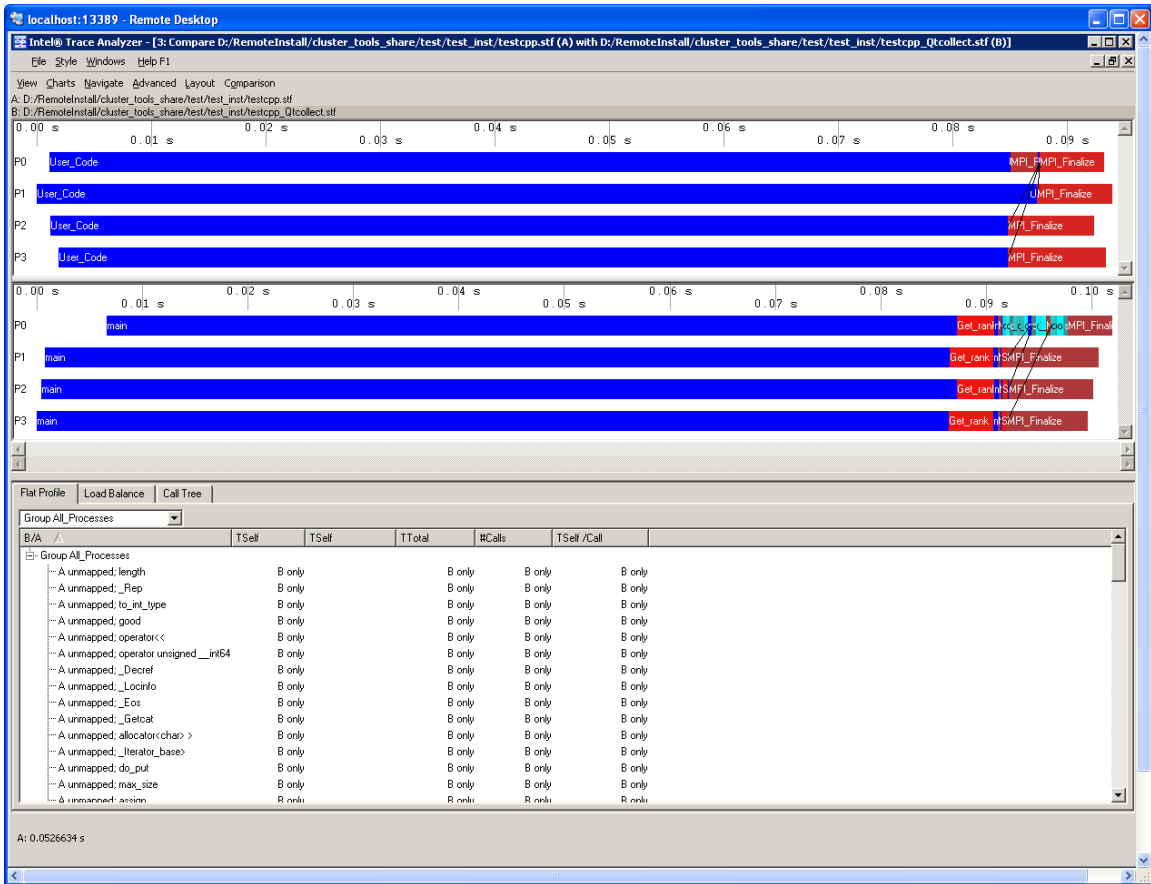 localhost:13389 - Remote Desktop
Intel® Trace Analyzer - [3: Compare D:/RemoteInstall/cluster_tools_share/test/test_inst/testcpp.stf (A) with D:/RemoteInstall/cluster_tools_share/test/test_inst/testcpp_Qtcollect.stf (B)]
File Style Windows Help F1
View Charts Navigate Advanced Layout Comparison
A: D:/RemoteInstall/cluster_tools_share/test/test_inst/testcpp.stf
B: D:/RemoteInstall/cluster_tools_share/test/test_inst/testcpp_Qtcollect.stf
0.00 s 0.02 s 0.04 s 0.06 s 0.08 s
0.01 s 0.03 s 0.05 s 0.07 s 0.09 s
P0 User_Code MPI_F MPI_Finalize
P1 User_Code U MPI_Finalize
P2 User_Code MPI_Finalize
P3 User_Code MPI_Finalize
0.00 s 0.02 s 0.04 s 0.06 s 0.08 s 0.10 s
0.01 s 0.03 s 0.05 s 0.07 s 0.09 s
P0 main Get_rank MPI_Finali
P1 main Get_rank MPI_Finalize
P2 main Get_rank MPI_Finalize
P3 main Get_rank MPI_Finalize
Flat Profile Load Balance Call Tree
Group All_Processes
B/A TSelf TSelf TTotal #Calls TSelf /Call
Group All_Processes
A unmapped; length B only B only B only B only
A unmapped; _Rep B only B only B only B only
A unmapped; to_int_type B only B only B only B only
A unmapped; good B only B only B only B only
A unmapped; operator<< B only B only B only B only
A unmapped; operator unsigned __int64 B only B only B only B only
A unmapped; _Decref B only B only B only B only
A unmapped; _Locinfo B only B only B only B only
A unmapped; _Eos B only B only B only B only
A unmapped; _Getcat B only B only B only B only
A unmapped; allocator<char> > B only B only B only B only
A unmapped; _Iterator_base> B only B only B only B only
A unmapped; do_put B only B only B only B only
A unmapped; max_size B only B only B only B only
A unmapped; assign B only B only B only B only
A: 0.0526634 s